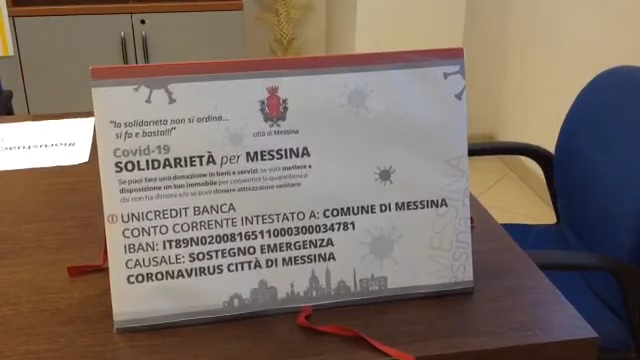 "la solidarietà non si ordina...
si fa e basta!!!"
città di Messina
Covid-19
SOLIDARIETÀ per MESSINA
Se puoi fare una donazione in beni e servizi, se vuoi mettere a
disposizione un tuo immobile per consentire la quarantena a
chi non ha dimora e/o se puoi donare attrezzature sanitarie
UNICREDIT BANCA
CONTO CORRENTE INTESTATO A: COMUNE DI MESSINA
IBAN: IT89N0200816511000300034781
CAUSALE: SOSTEGNO EMERGENZA
CORONAVIRUS CITTÀ DI MESSINA
MESSINA
MESSINA